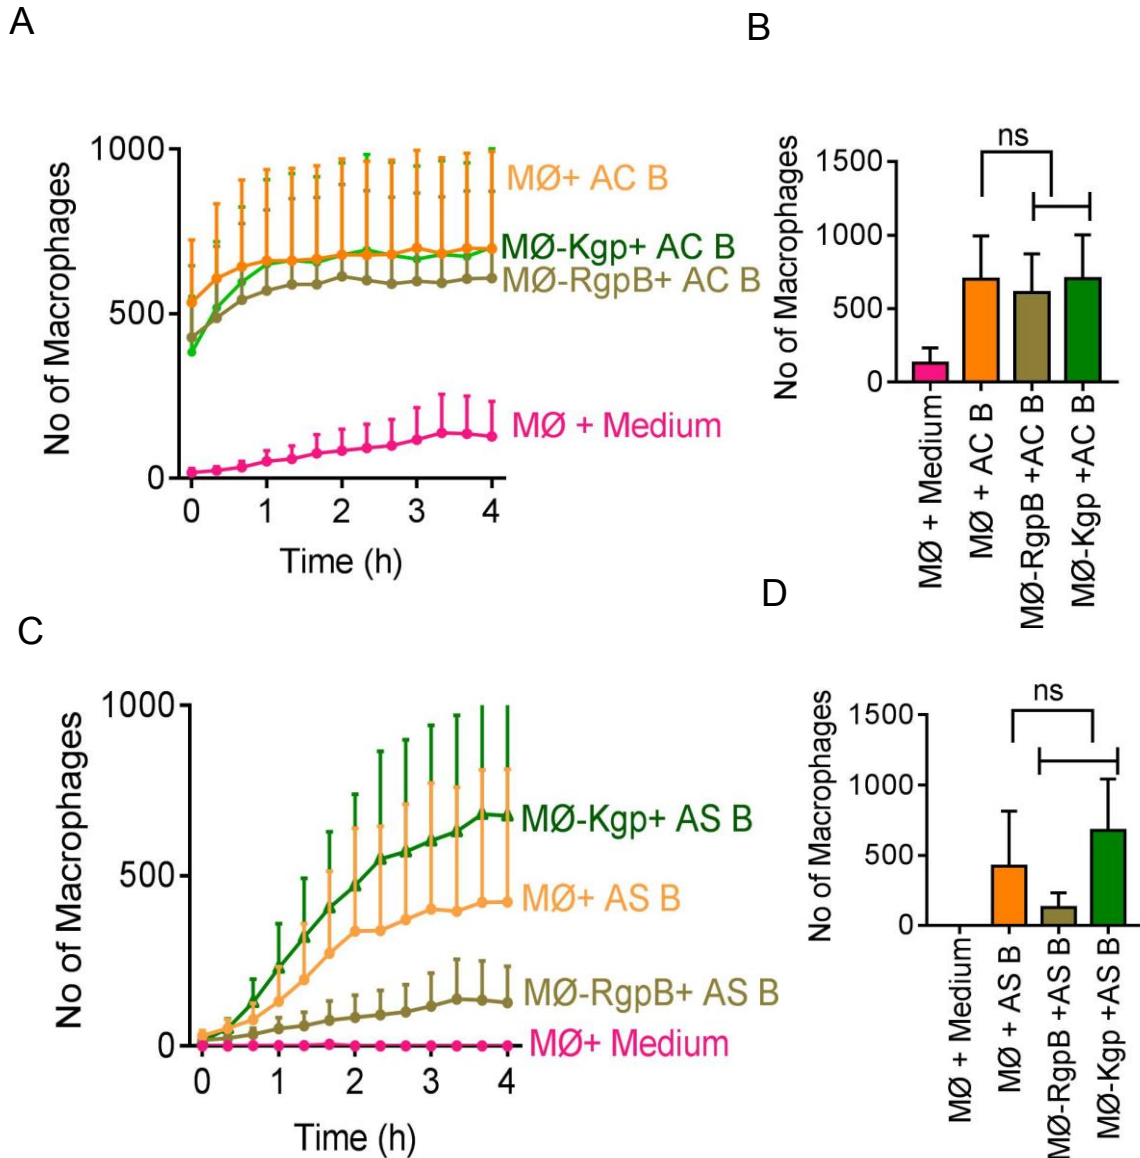 A
No of Macrophages
1000
500
0
0 1 2 3 4
Time (h)
MØ+ AC B
MØ-Kgp+ AC B
MØ-RgpB+ AC B
MØ + Medium
B
No of Macrophages
1500
1000
500
0
ns
MØ + Medium
MØ + AC B
MØ-RgpB +AC B
MØ-Kgp +AC B
C
No of Macrophages
1000
500
0
0 1 2 3 4
Time (h)
MØ-Kgp+ AS B
MØ+ AS B
MØ-RgpB+ AS B
MØ+ Medium
D
No of Macrophages
1500
1000
500
0
ns
MØ + Medium
MØ + AS B
MØ-RgpB +AS B
MØ-Kgp +AS B